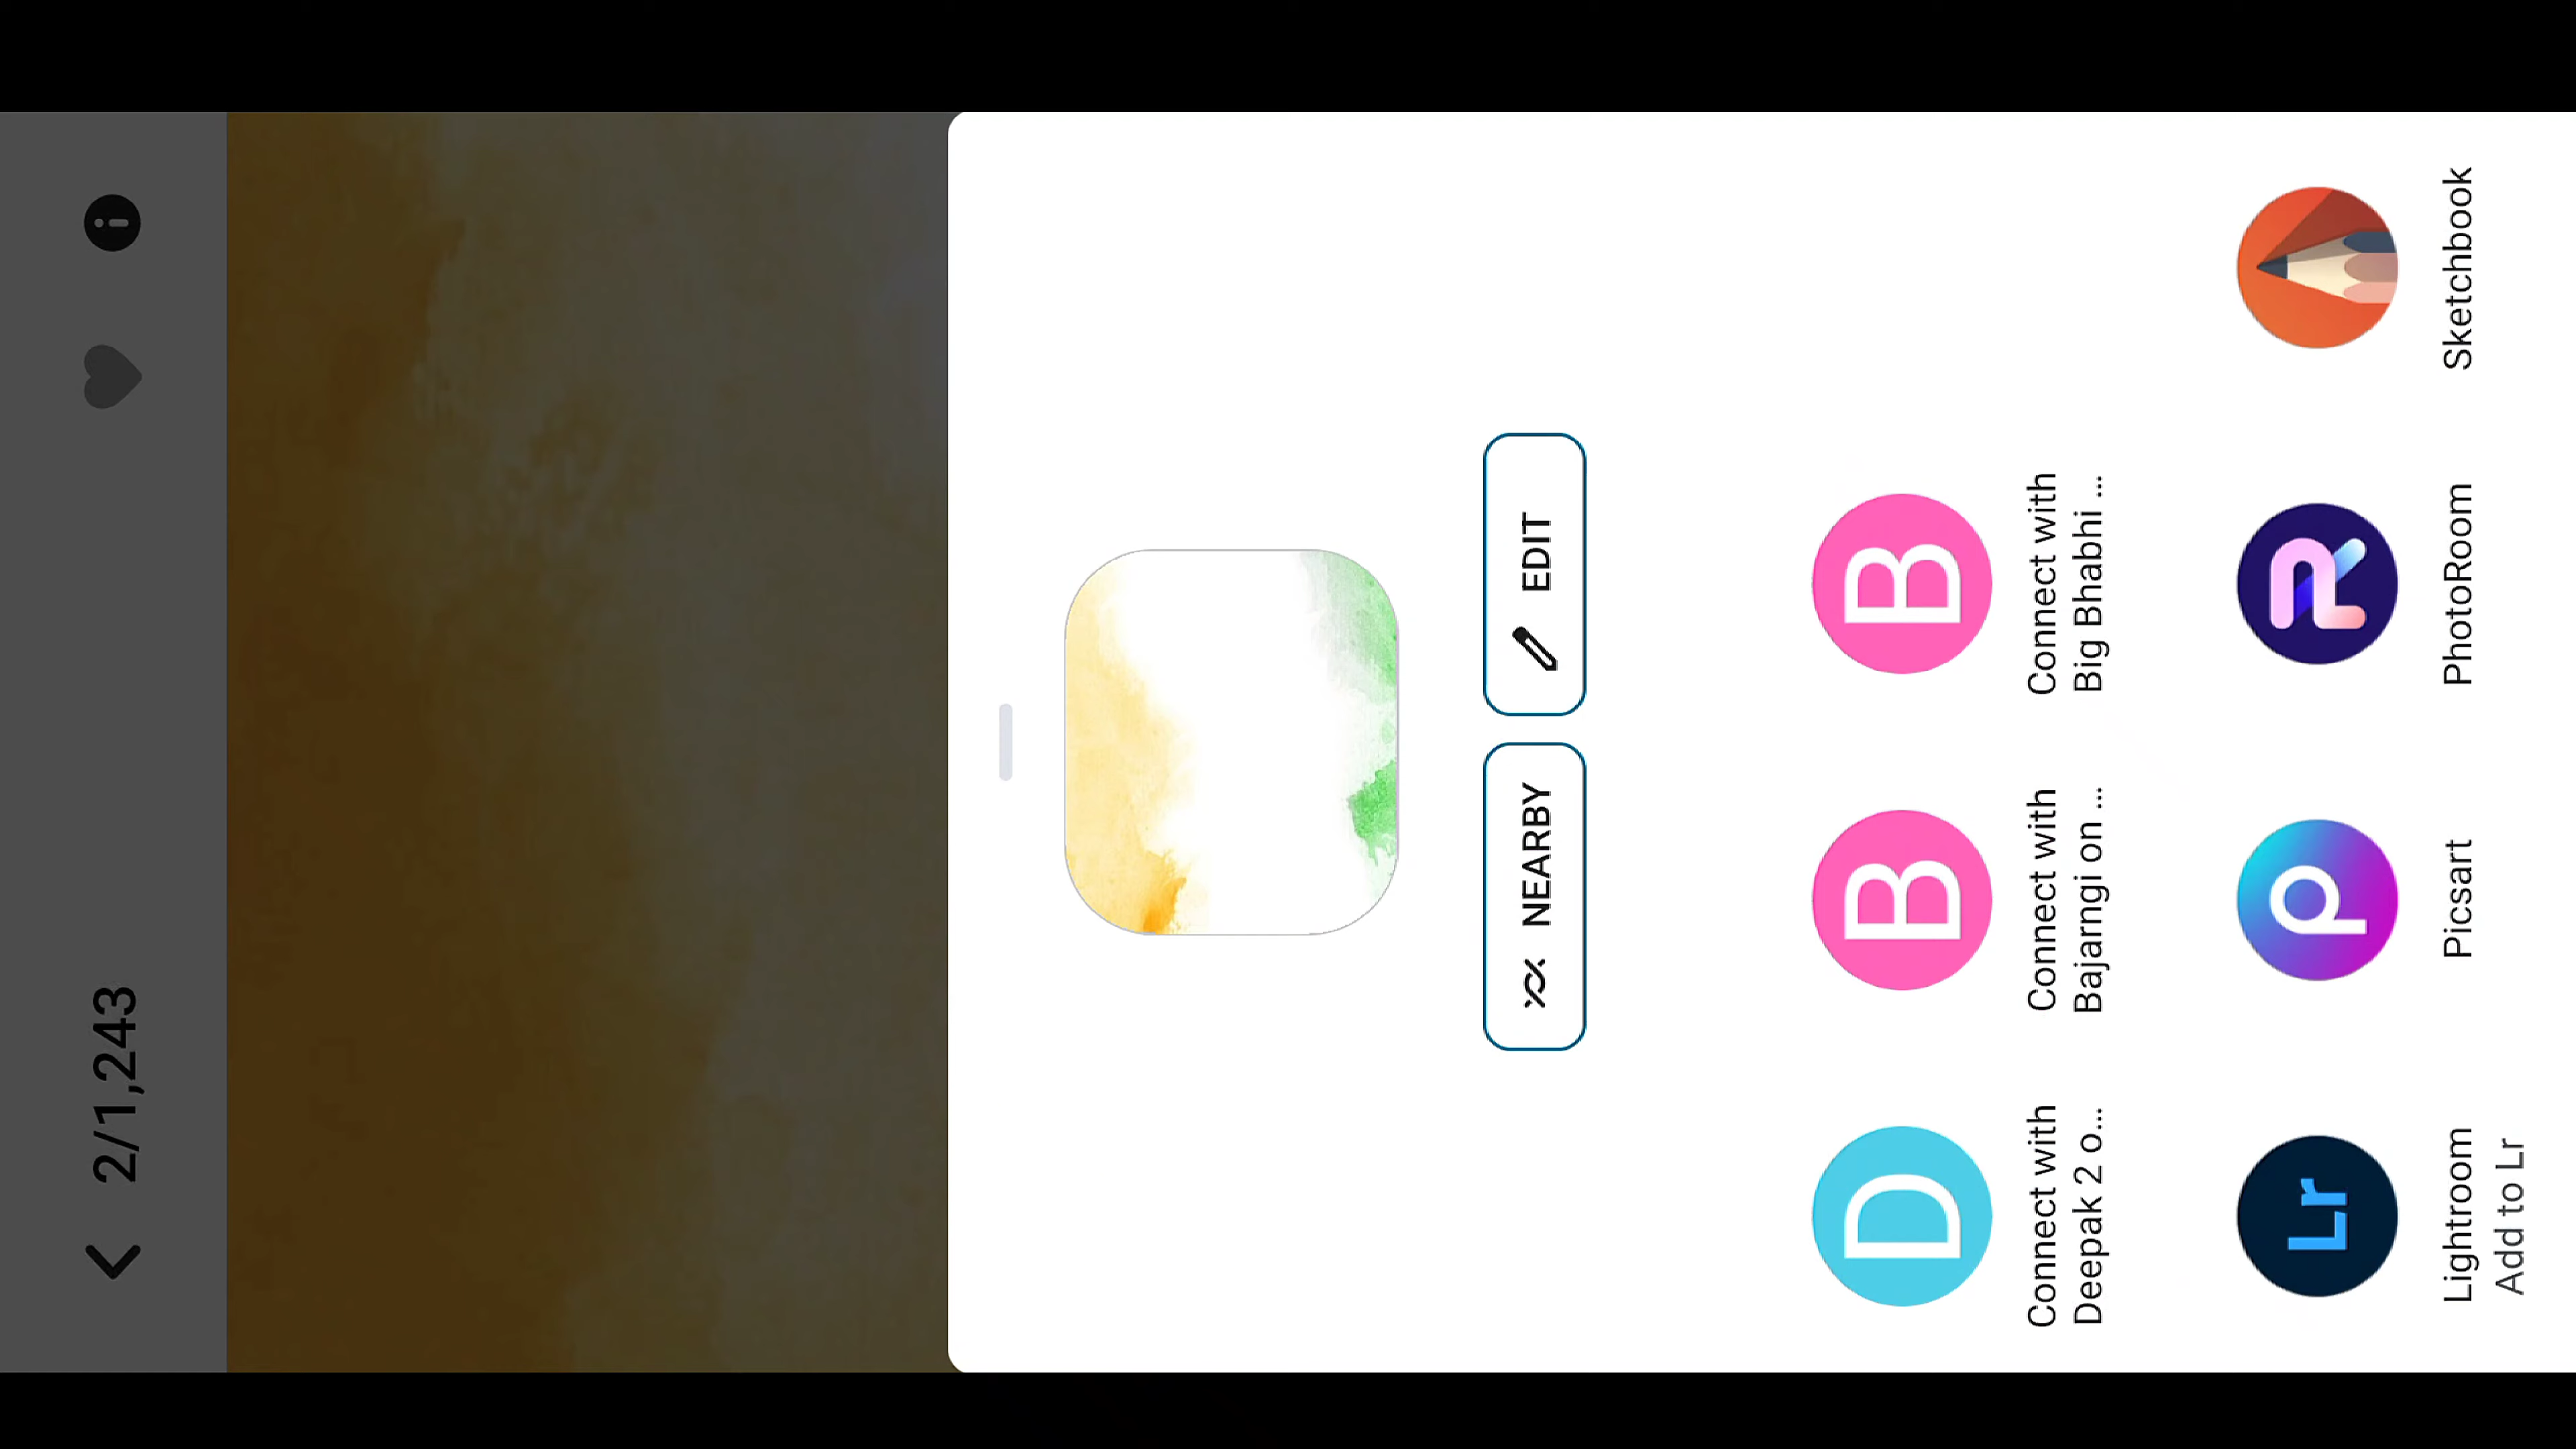 2/1,243
NEARBY
EDIT
D
B
B
Connect with
Deepak 2 o...
Connect with
Bajarngi on ...
Connect with
Big Bhabhi ...
Lr
Lightroom
Add to Lr
Picsart
PhotoRoom
Sketchbook